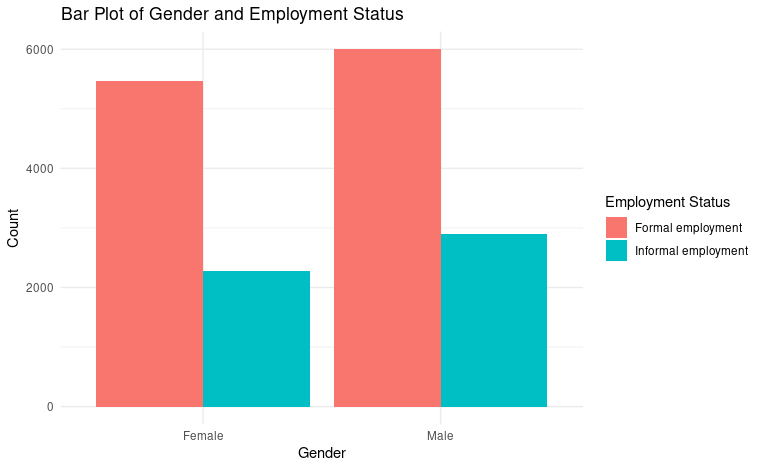 Bar Plot of Gender and Employment Status
6000
4000
2000
0
Count
Female
Male
Gender
Employment Status
Formal employment
Informal employment